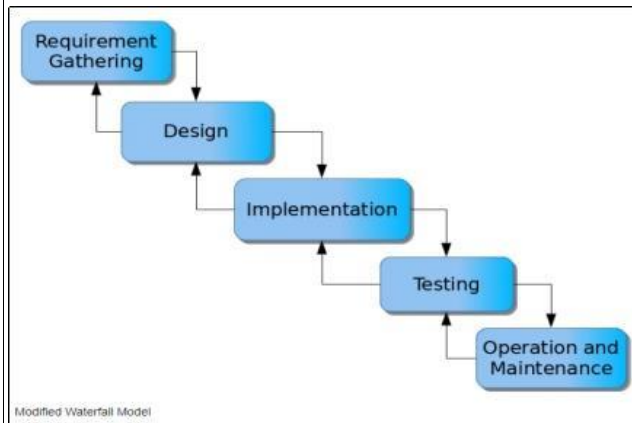 Requirement
Gathering
Design
Implementation
Testing
Operation and
Maintenance
Modified Waterfall Model